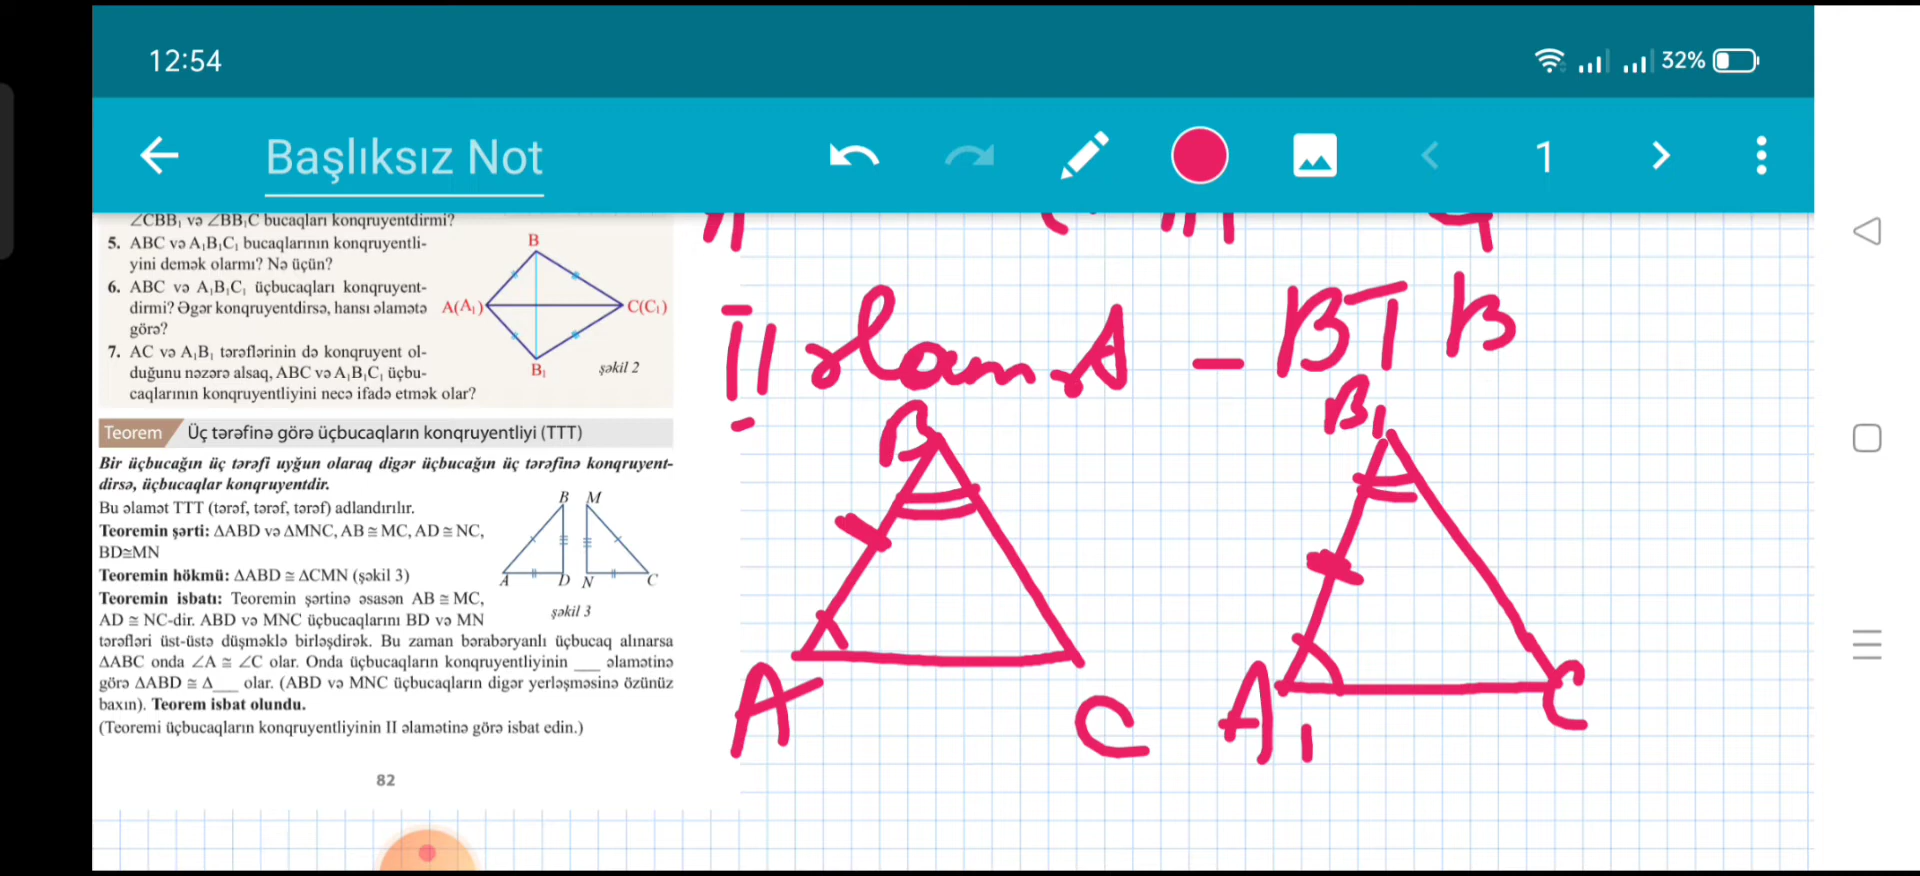 12:54
32%
Başlıksız Not
1
∠CBB₁ və ∠BB₁C bucaqları konqruyentdirmi?
5. ABC və A₁B₁C₁ bucaqlarının konqruyentli-
yini demək olarmı? Nə üçün?
6. ABC və A₁B₁C₁ üçbucaqları konqruyent-
dirmi? Əgər konqruyentdirsə, hansı əlamətə
görə?
7. AC və A₁B₁ tərəflərinin də konqruyent ol-
duğunu nəzərə alsaq, ABC və A₁B₁C₁ üçbu-
caqlarının konqruyentliyini necə ifadə etmək olar?
B
A(A₁)
C(C₁)
B₁
şəkil 2
Teorem Üç tərəfinə görə üçbucaqların konqruyentliyi (TTT)
Bir üçbucağın üç tərəfi uyğun olaraq digər üçbucağın üç tərəfinə konqruyent-
dirsə, üçbucaqlar konqruyentdir.
Bu əlamət TTT (tərəf, tərəf, tərəf) adlandırılır.
Teoremin şərti: ΔABD və ΔMNC, AB ≅ MC, AD ≅ NC,
BD≅MN
Teoremin hökmü: ΔABD ≅ ΔCMN (şəkil 3)
Teoremin isbatı: Teoremin şərtinə əsasən AB ≅ MC,
AD ≅ NC-dir. ABD və MNC üçbucaqlarını BD və MN
tərəfləri üst-üstə düşməklə birləşdirək. Bu zaman bərabəryanlı üçbucaq alınarsa
ΔABC onda ∠A ≅ ∠C olar. Onda üçbucaqların konqruyentliyinin ___ əlamətinə
görə ΔABD ≅ Δ___ olar. (ABD və MNC üçbucaqların digər yerləşməsinə özünüz
baxın). Teorem isbat olundu.
(Teoremi üçbucaqların konqruyentliyinin II əlamətinə görə isbat edin.)
B M
A D N C
şəkil 3
82
II əlamət - BTB
B
A
C
B₁
A₁
C